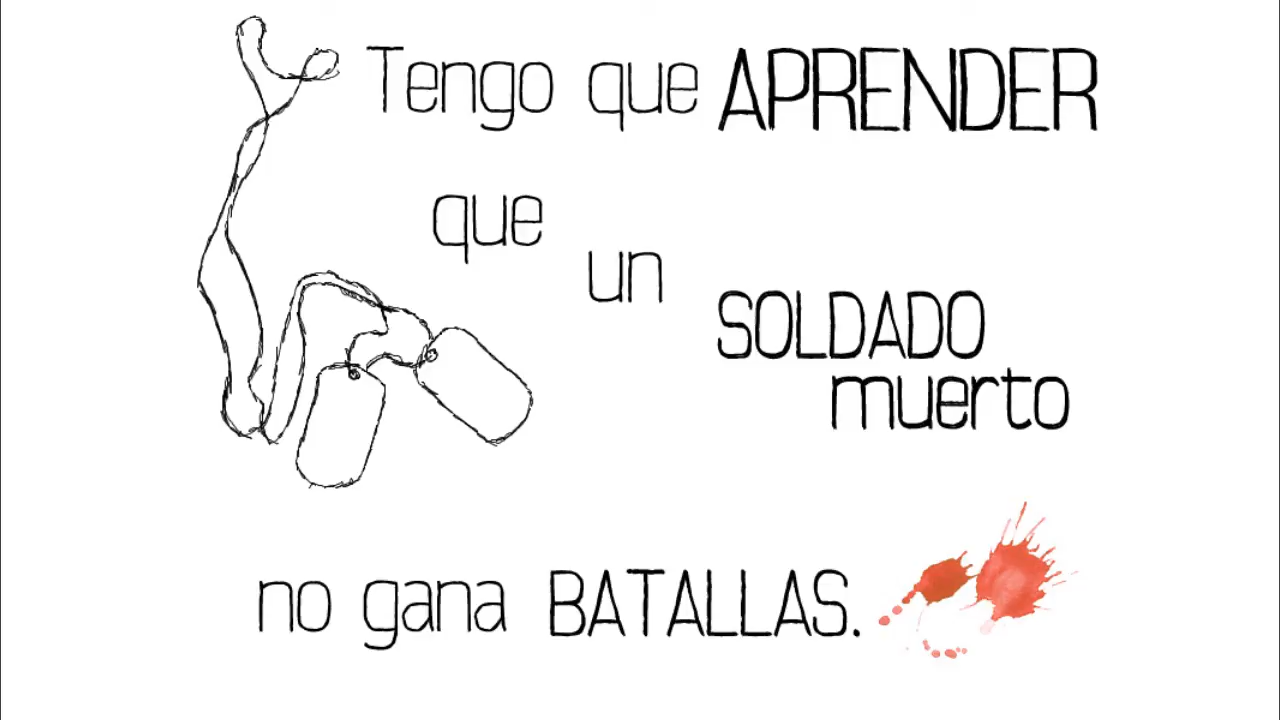 Tengo que APRENDER
que
un
SOLDADO
muerto
no gana BATALLAS.